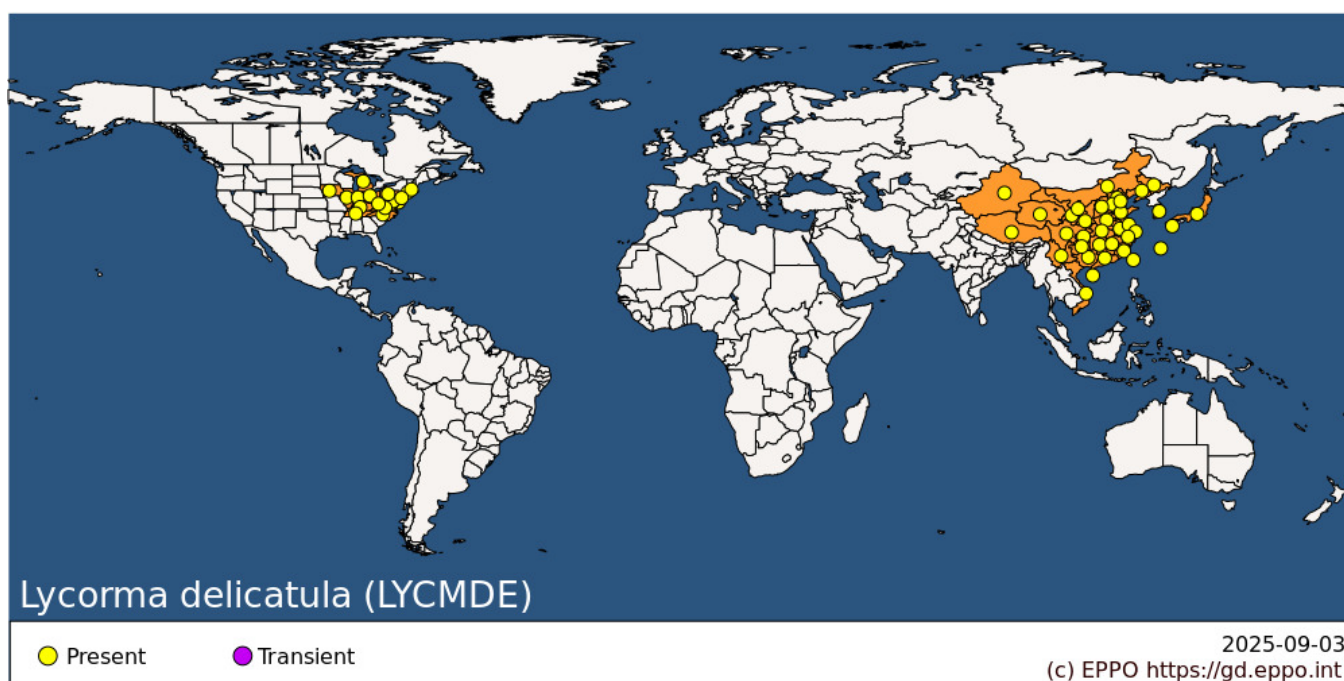 Lycorma delicatula (LYCMDE)
Present
Transient
2025-09-03
(c) EPPO https://gd.eppo.int